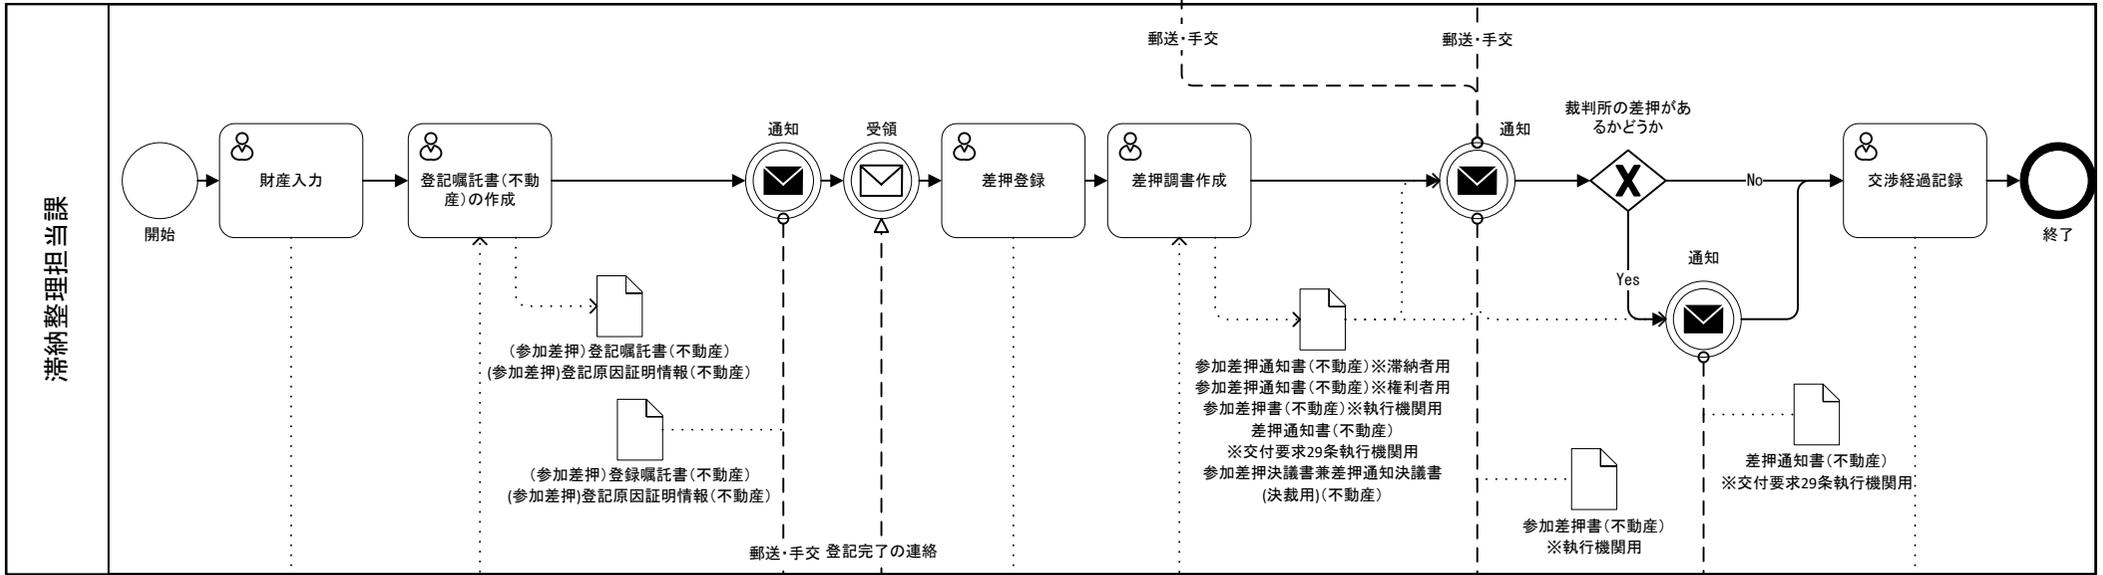 滞納整理担当課
郵送・手交
郵送・手交
開始
財産入力
登記嘱託書(不動
産)の作成
通知
受領
差押登録
差押調書作成
通知
裁判所の差押があ
るかどうか
No
Yes
通知
交渉経過記録
終了
(参加差押)登記嘱託書(不動産)
(参加差押)登記原因証明情報(不動産)
(参加差押)登録嘱託書(不動産)
(参加差押)登記原因証明情報(不動産)
郵送・手交
登記完了の連絡
参加差押通知書(不動産)※滞納者用
参加差押通知書(不動産)※権利者用
参加差押書(不動産)※執行機関用
差押通知書(不動産)
※交付要求29条執行機関用
参加差押決議書兼差押通知決議書
(決裁用)(不動産)
参加差押書(不動産)
※執行機関用
差押通知書(不動産)
※交付要求29条執行機関用